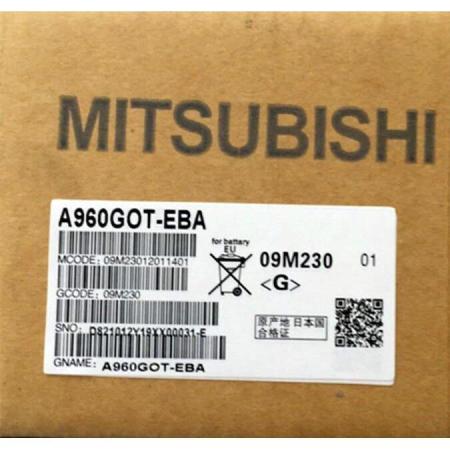 MITSUBISHI
A960GOT-EBA
MCODE: 09M23012011401
for battery
EU
09M230 01
<G>
GCODE: 09M230
原产地 日本国
合格证
SNO: D821012Y19XX00031-E
GNAME: A960GOT-EBA